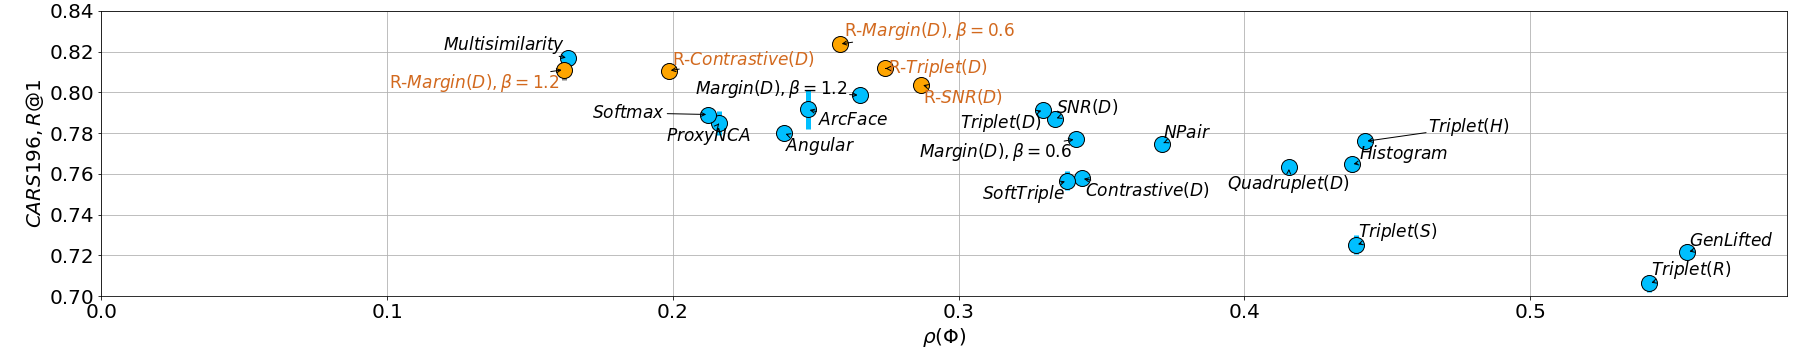 0.84
0.82
0.80
0.78
0.76
0.74
0.72
0.70
CARS196, R@1
Multisimilarity
R-Margin(D), β = 1.2
R-Contrastive(D)
R-Margin(D), β = 0.6
R-Triplet(D)
R-SNR(D)
Margin(D), β = 1.2
Softmax
ProxyNCA
ArcFace
Angular
Triplet(D)
SNR(D)
Margin(D), β = 0.6
NPair
SoftTriple
Contrastive(D)
Triplet(H)
Histogram
Quadruplet(D)
Triplet(S)
GenLifted
Triplet(R)
0.0
0.1
0.2
0.3
0.4
0.5
ρ(Φ)